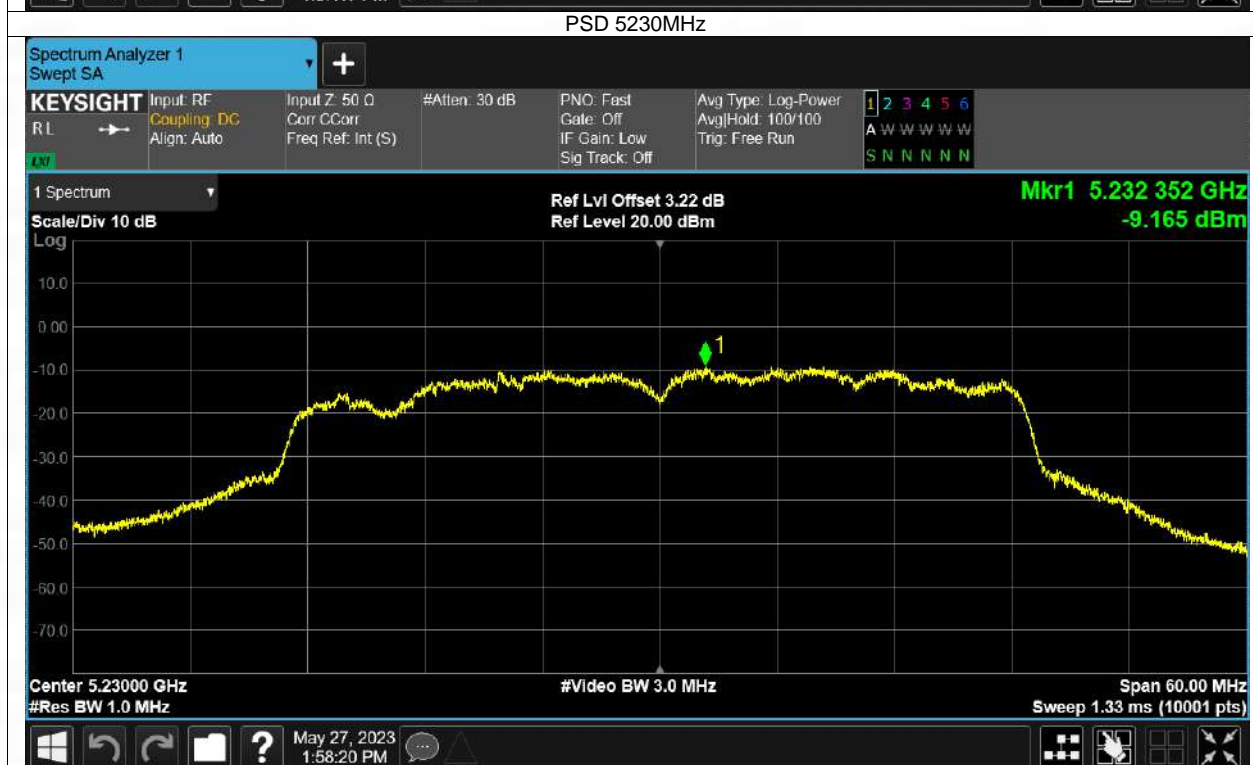 PSD 5230MHz
Spectrum Analyzer 1
Swept SA
+
KEYSIGHT
RL
LXI
Input: RF
Coupling: DC
Align: Auto
Input Z: 50 Ω
Corr CCorr
Freq Ref: Int (S)
#Atten: 30 dB
PNO: Fast
Gate: Off
IF Gain: Low
Sig Track: Off
Avg Type: Log-Power
Avg|Hold: 100/100
Trig: Free Run
1 2 3 4 5 6
A W W W W W
S N N N N N
1 Spectrum
Scale/Div 10 dB
Log
Ref Lvl Offset 3.22 dB
Ref Level 20.00 dBm
Mkr1 5.232 352 GHz
-9.165 dBm
10.0
0.00
-10.0
-20.0
-30.0
-40.0
-50.0
-60.0
-70.0
1
Center 5.23000 GHz
#Res BW 1.0 MHz
#Video BW 3.0 MHz
Span 60.00 MHz
Sweep 1.33 ms (10001 pts)
?
May 27, 2023
1:58:20 PM